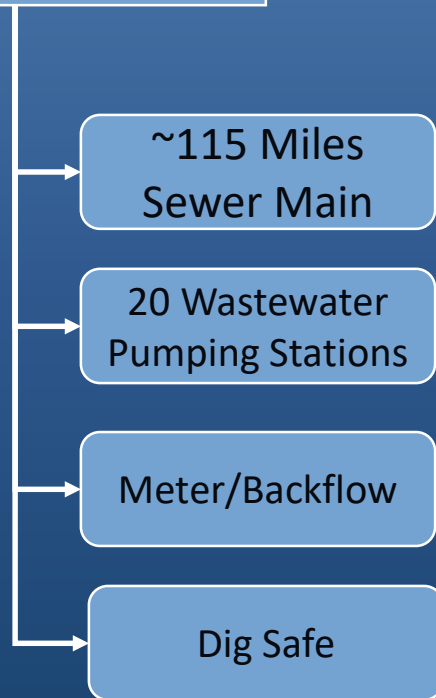 ~115 Miles
Sewer Main
20 Wastewater
Pumping Stations
Meter/Backflow
Dig Safe